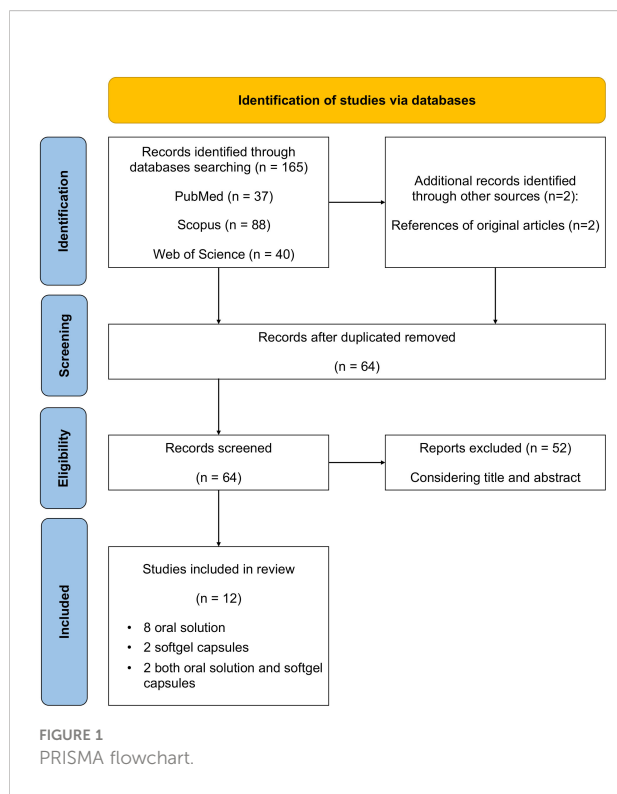 Identification of studies via databases
Identification
Records identified through
databases searching (n = 165)
PubMed (n = 37)
Scopus (n = 88)
Web of Science (n = 40)
Additional records identified
through other sources (n=2):
References of original articles (n=2)
Screening
Records after duplicated removed
(n = 64)
Eligibility
Records screened
(n = 64)
Reports excluded (n = 52)
Considering title and abstract
Included
Studies included in review
(n = 12)
• 8 oral solution
• 2 softgel capsules
• 2 both oral solution and softgel
capsules
FIGURE 1
PRISMA flowchart.